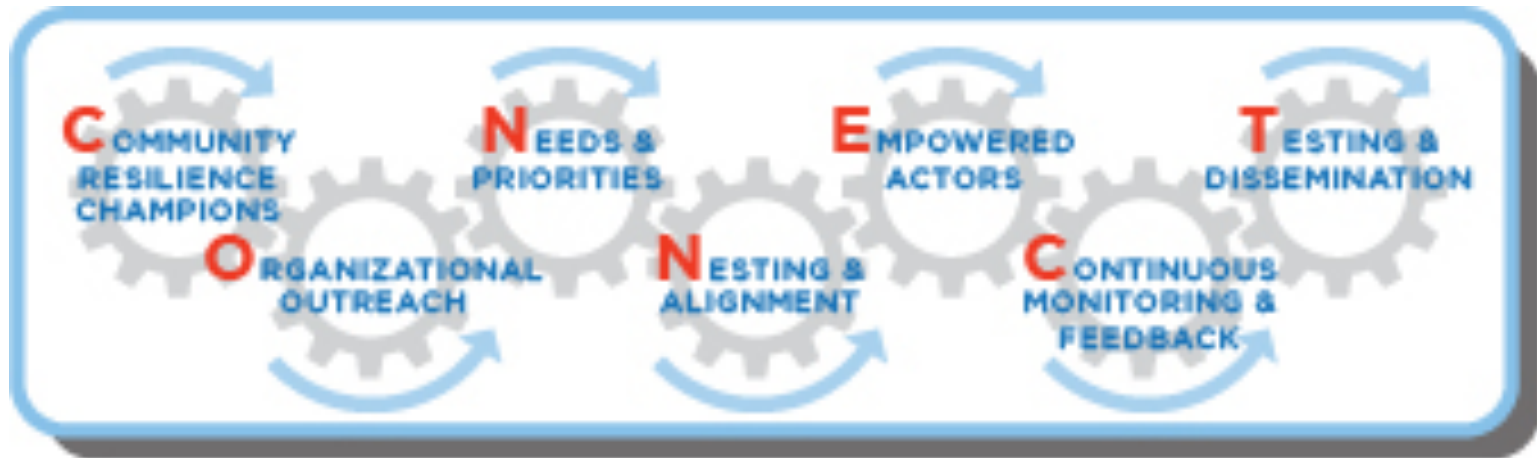 COMMUNITY
RESILIENCE
CHAMPIONS
ORGANIZATIONAL
OUTREACH
NEEDS &
PRIORITIES
NESTING &
ALIGNMENT
EMPOWERED
ACTORS
CONTINUOUS
MONITORING &
FEEDBACK
TESTING &
DISSEMINATION